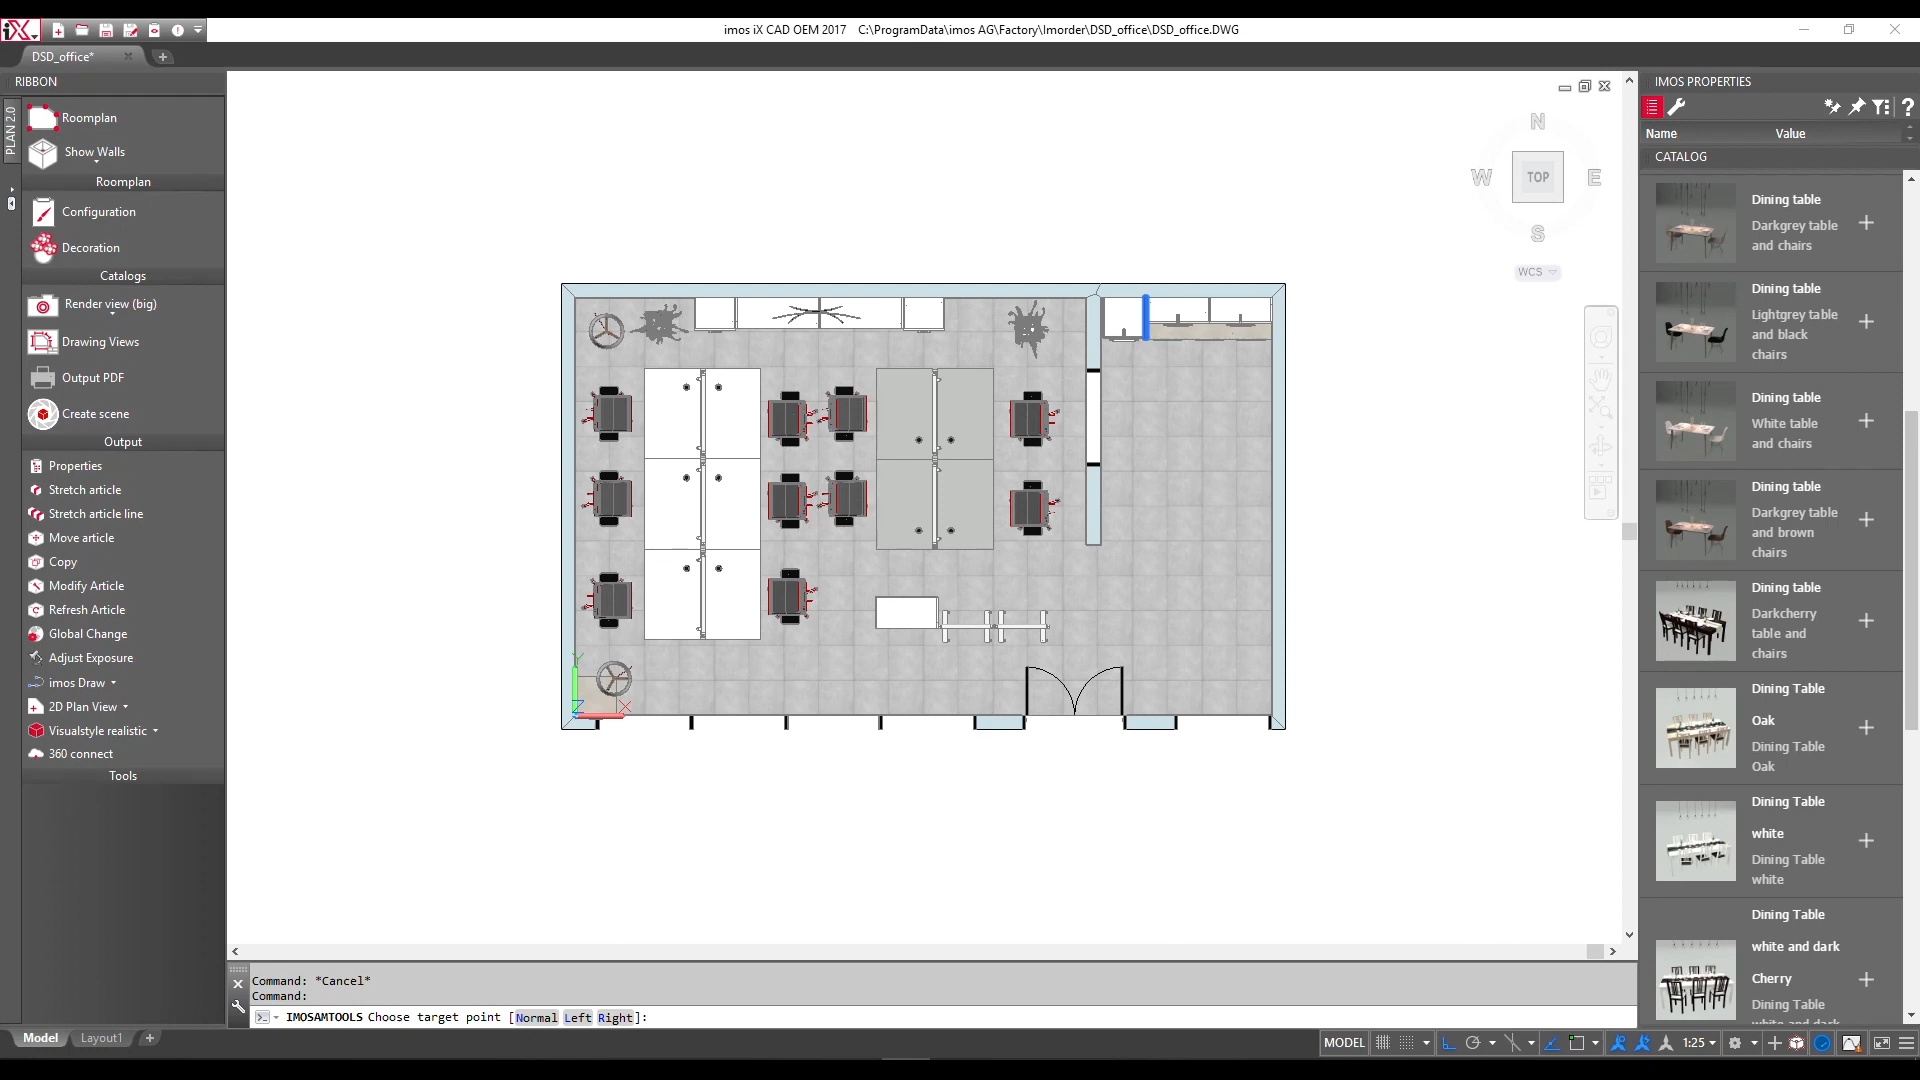 iX
imos iX CAD OEM 2017 C:\ProgramData\imos AG\Factory\Imorder\DSD_office\DSD_office.DWG
DSD_office*
RIBBON
PLAN 2.0
Roomplan
Show Walls
Roomplan
Configuration
Decoration
Catalogs
Render view (big)
Drawing Views
Output PDF
Create scene
Output
Properties
Stretch article
Stretch article line
Move article
Copy
Modify Article
Refresh Article
Global Change
Adjust Exposure
imos Draw
2D Plan View
Visualstyle realistic
360 connect
Tools
N
W
TOP
E
S
WCS
Y
Z
X
IMOS PROPERTIES
Name Value
CATALOG
Dining table
Darkgrey table
and chairs
Dining table
Lightgrey table
and black
chairs
Dining table
White table
and chairs
Dining table
Darkgrey table
and brown
chairs
Dining table
Darkcherry
table and
chairs
Dining Table
Oak
Dining Table
Oak
Dining Table
white
Dining Table
white
Dining Table
white and dark
Cherry
Dining Table
white and dark
Command: *Cancel*
Command:
IMOSAMTOOLS Choose target point [Normal Left Right]:
Model Layout1
MODEL 1:25